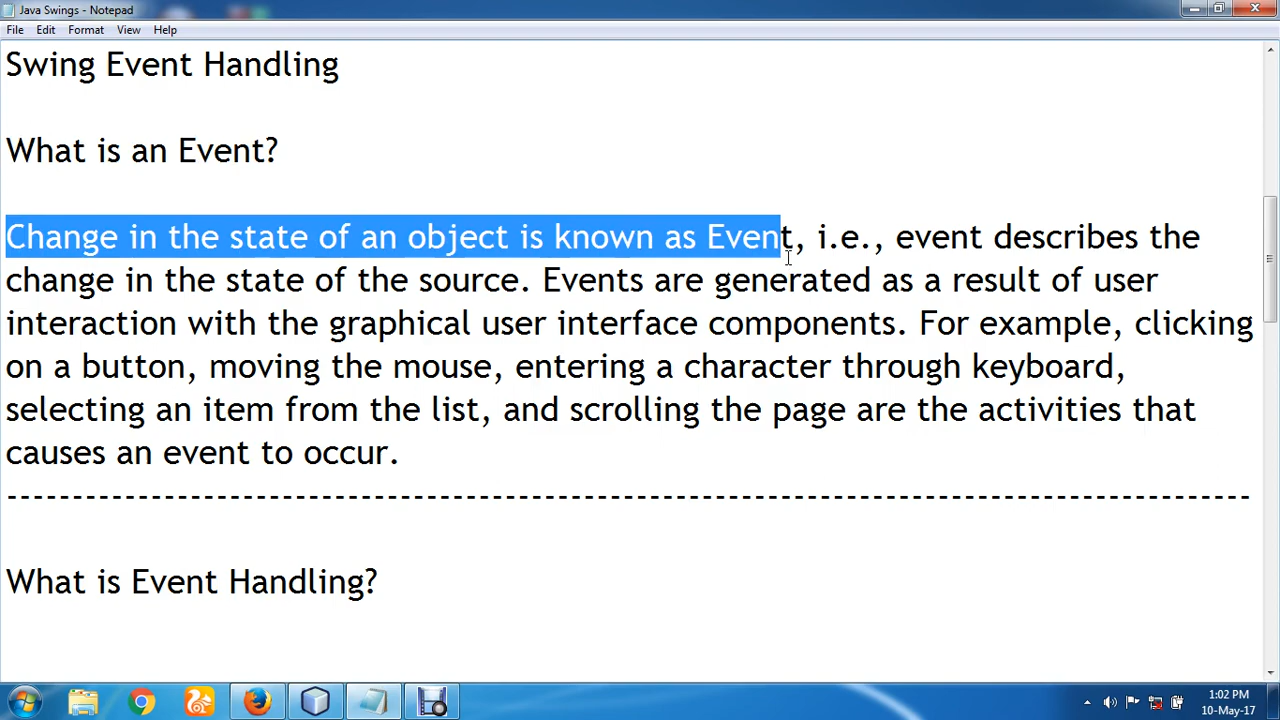 Java Swings - Notepad
File Edit Format View Help
Swing Event Handling
What is an Event?
Change in the state of an object is known as Event, i.e., event describes the
change in the state of the source. Events are generated as a result of user
interaction with the graphical user interface components. For example, clicking
on a button, moving the mouse, entering a character through keyboard,
selecting an item from the list, and scrolling the page are the activities that
causes an event to occur.
-----------------------------------------------------------------------------------------------
What is Event Handling?
1:02 PM
10-May-17